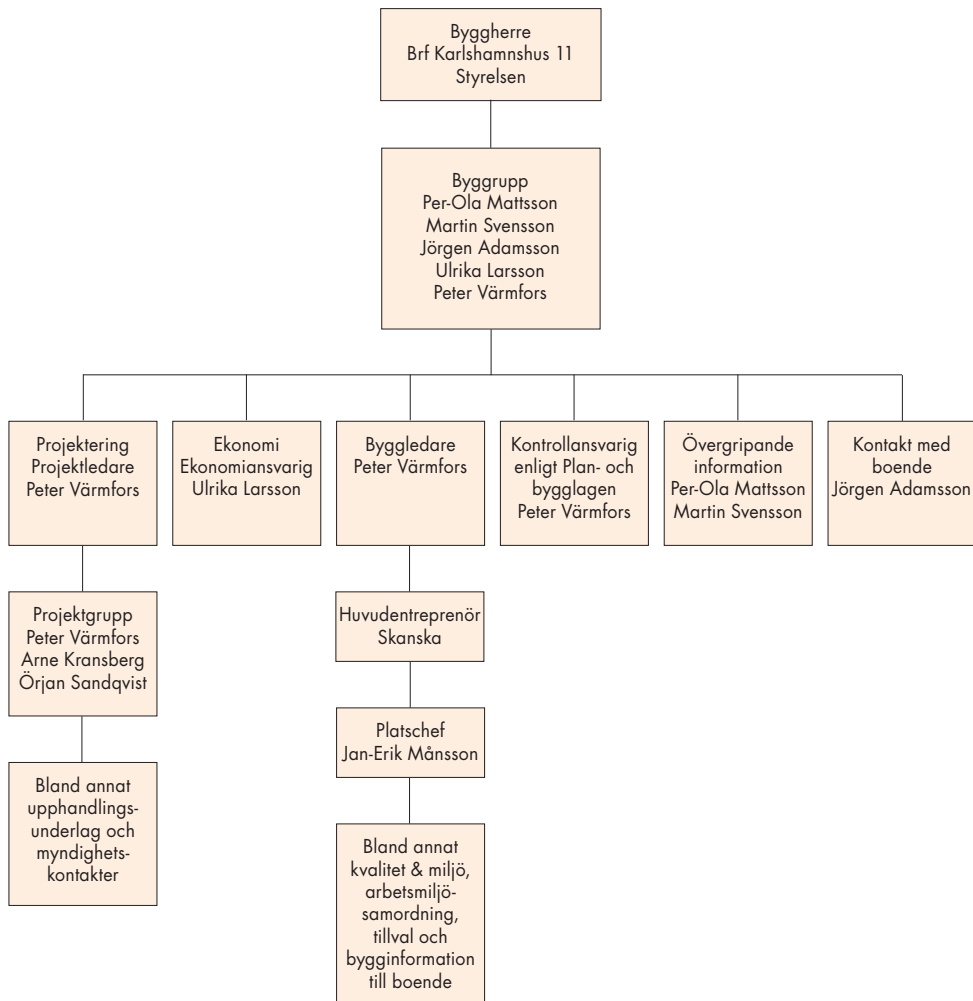 Byggherre
Brf Karlshamnshus 11
Styrelsen
Byggrupp
Per-Ola Mattsson
Martin Svensson
Jörgen Adamsson
Ulrika Larsson
Peter Värmfors
Projektering
Projektledare
Peter Värmfors
Ekonomi
Ekonomiansvarig
Ulrika Larsson
Byggledare
Peter Värmfors
Kontrollansvarig
enligt Plan- och
bygglagen
Peter Värmfors
Övergripande
information
Per-Ola Mattsson
Martin Svensson
Kontakt med
boende
Jörgen Adamsson
Projektgrupp
Peter Värmfors
Arne Kransberg
Örjan Sandqvist
Huvudentreprenör
Skanska
Platschef
Jan-Erik Månsson
Bland annat
upphandlings-
underlag och
myndighets-
kontakter
Bland annat
kvalitet & miljö,
arbetsmiljö-
samordning,
tillval och
bygginformation
till boende